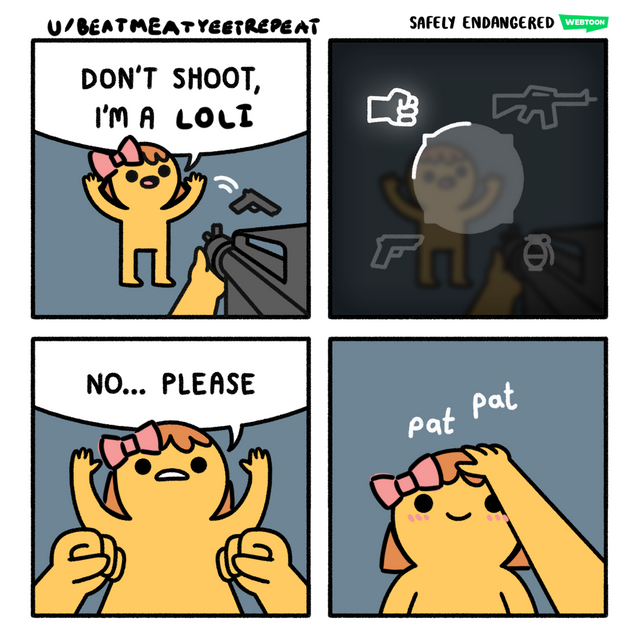 U/BEATMEATYEETREPEAT
SAFELY ENDANGERED WEBTOON
DON'T SHOOT,
I'M A LOLI
NO... PLEASE
pat pat